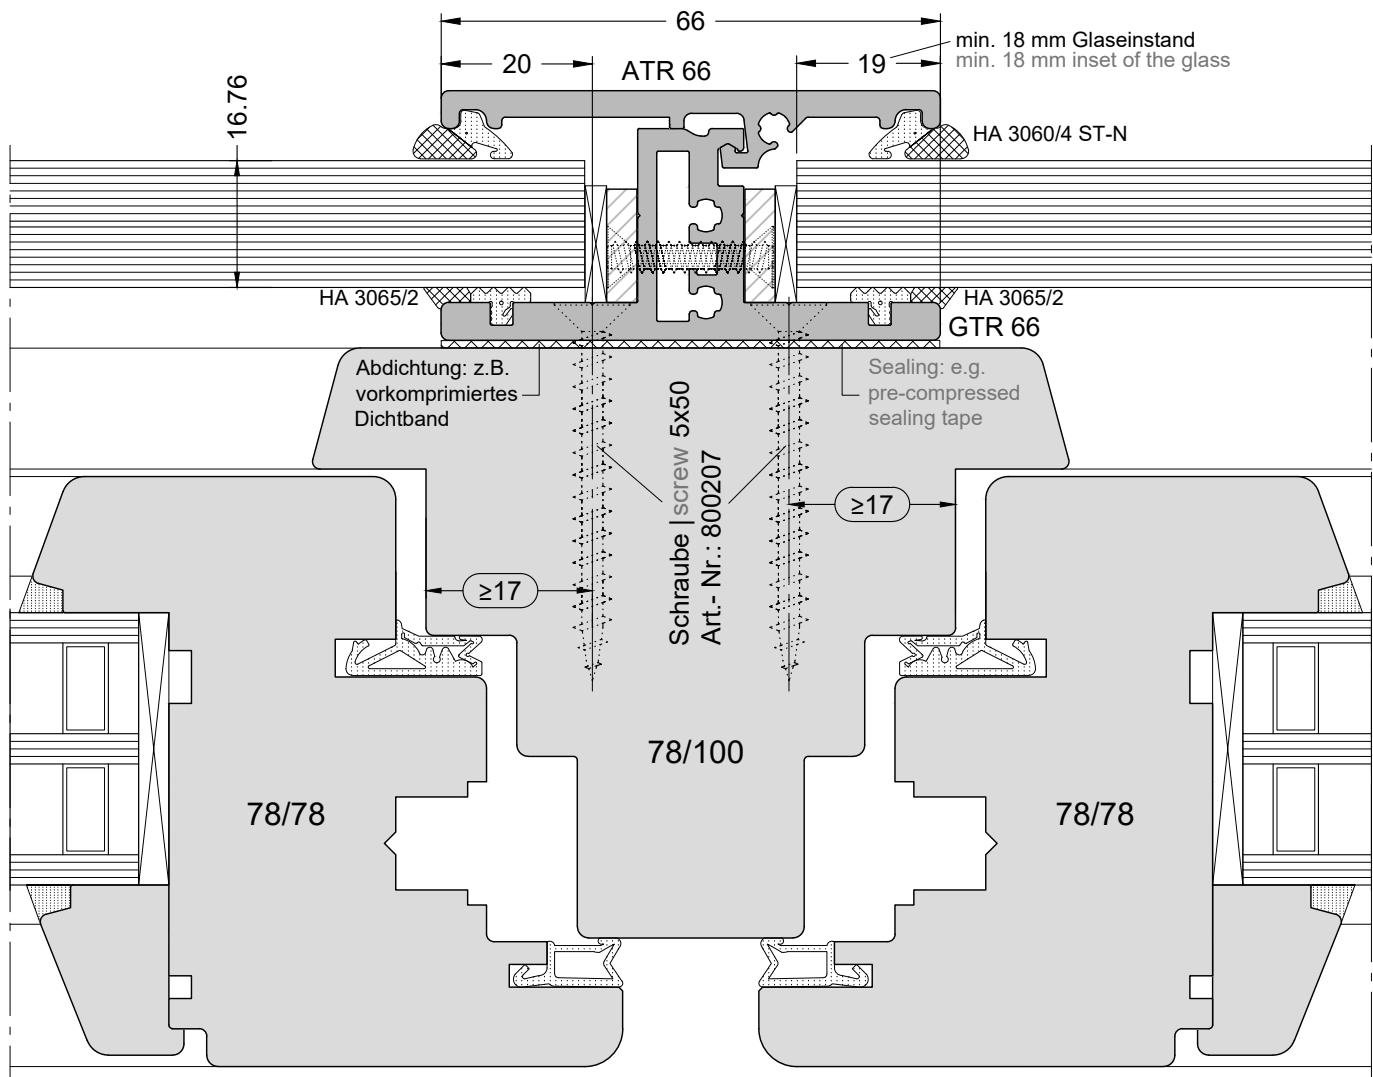 66
20
ATR 66
19
min. 18 mm Glaseinstand
min. 18 mm inset of the glass
16.76
HA 3060/4 ST-N
HA 3065/2
HA 3065/2
GTR 66
Abdichtung: z.B.
vorkomprimiertes
Dichtband
Sealing: e.g.
pre-compressed
sealing tape
Schraube | screw 5x50
Art.- Nr.: 800207
≥17
≥17
78/100
78/78
78/78